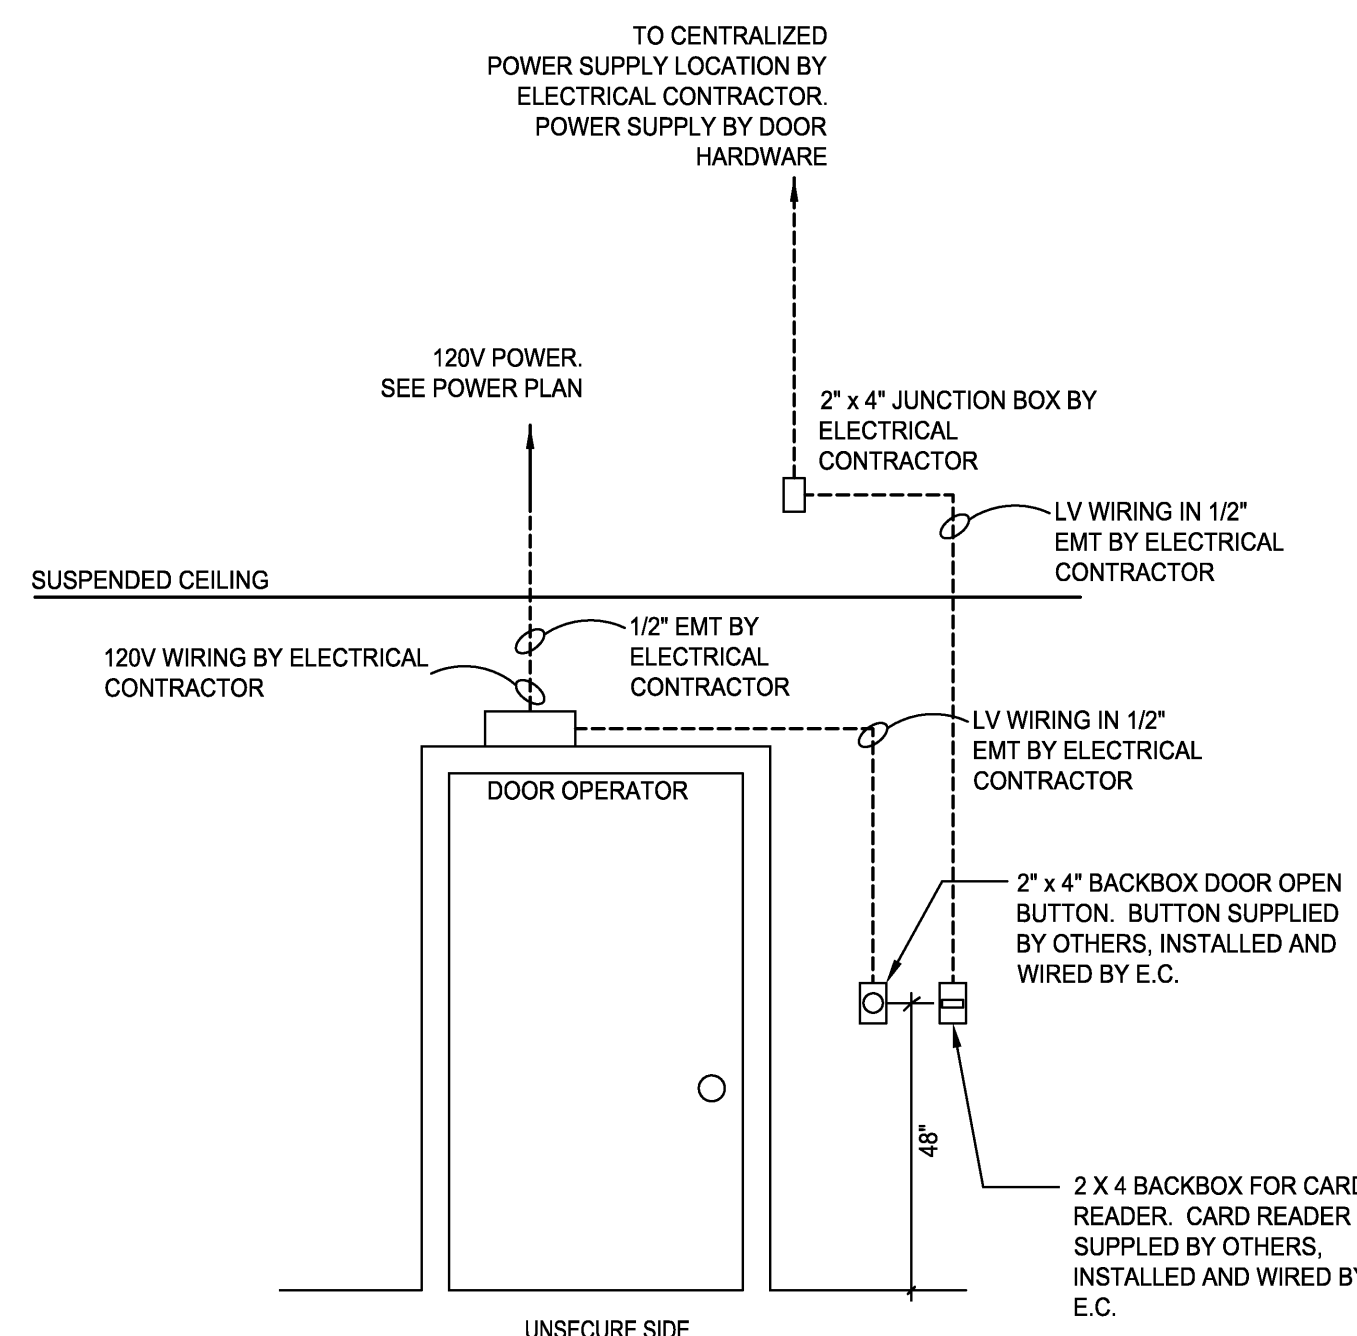 TO CENTRALIZED
POWER SUPPLY LOCATION BY
ELECTRICAL CONTRACTOR.
POWER SUPPLY BY DOOR
HARDWARE
120V POWER.
SEE POWER PLAN
2" x 4" JUNCTION BOX BY
ELECTRICAL
CONTRACTOR
LV WIRING IN 1/2"
EMT BY ELECTRICAL
CONTRACTOR
SUSPENDED CEILING
1/2" EMT BY
ELECTRICAL
CONTRACTOR
120V WIRING BY ELECTRICAL
CONTRACTOR
LV WIRING IN 1/2"
EMT BY ELECTRICAL
CONTRACTOR
DOOR OPERATOR
2" x 4" BACKBOX DOOR OPEN
BUTTON. BUTTON SUPPLIED
BY OTHERS, INSTALLED AND
WIRED BY E.C.
48"
2 X 4 BACKBOX FOR CARD
READER. CARD READER
SUPPLED BY OTHERS,
INSTALLED AND WIRED BY
E.C.
UNSECURE SIDE